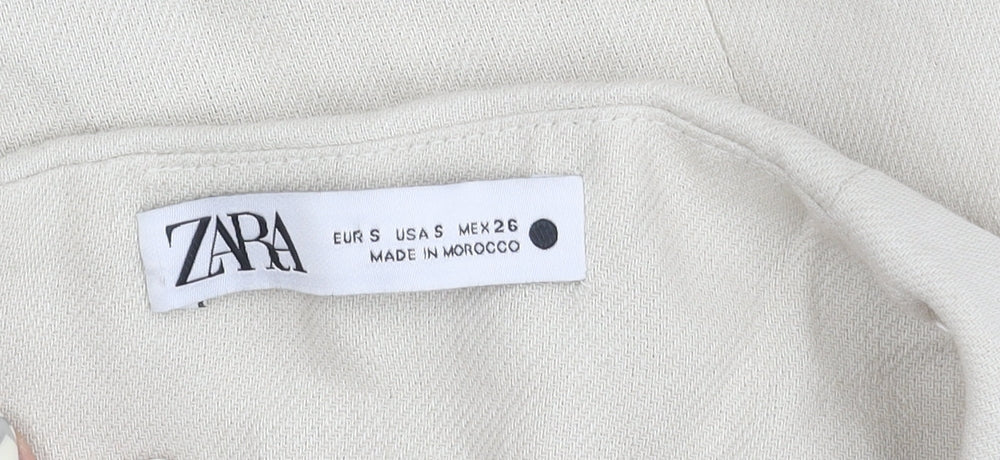 ZARA
EUR S USA S MEX 26
MADE IN MOROCCO